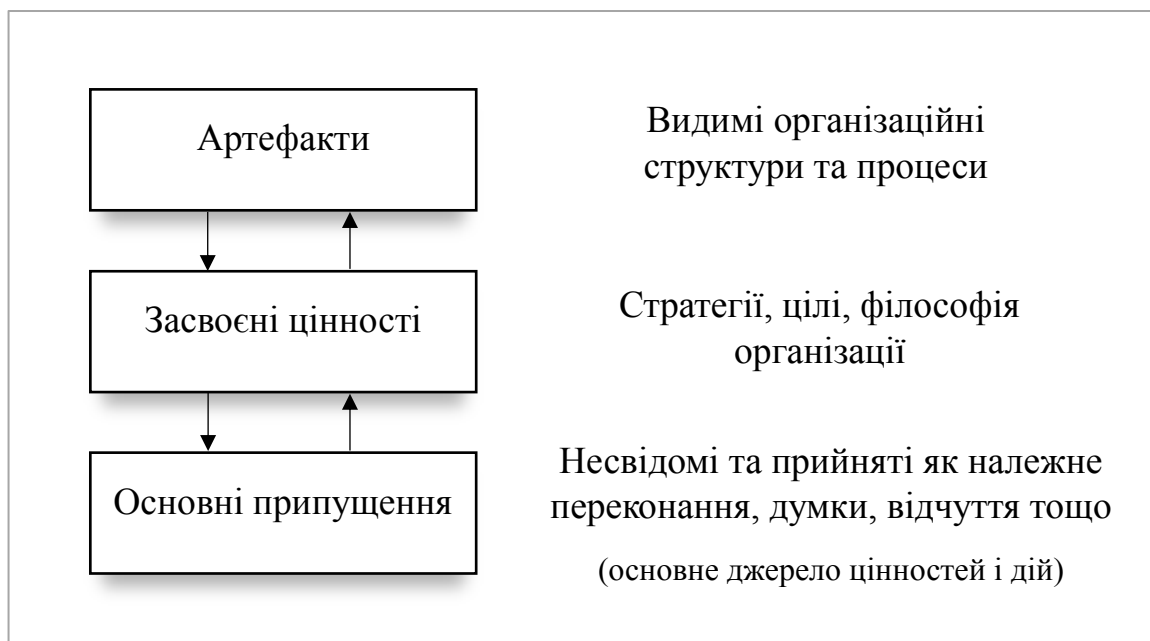 Артефакти
Видимі організаційні
структури та процеси
Засвоєні цінності
Стратегії, цілі, філософія
організації
Основні припущення
Несвідомі та прийняті як належне
переконання, думки, відчуття тощо
(основне джерело цінностей і дій)